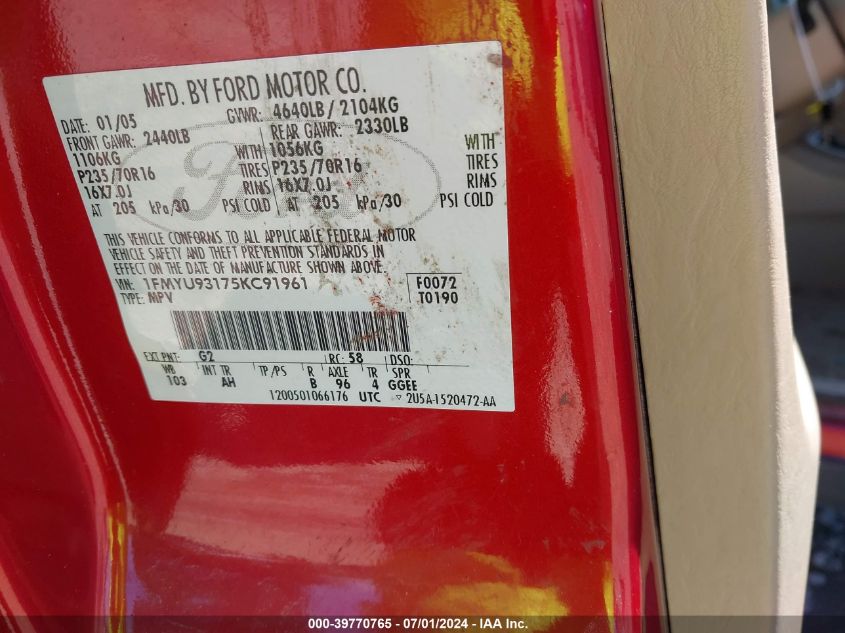 MFD. BY FORD MOTOR CO.
DATE: 01/05 GVWR: 4640LB / 2104KG
FRONT GAWR: 2440LB REAR GAWR: 2330LB
1106KG WITH 1056KG WITH
P235/70R16 TIRES P235/70R16 TIRES
16X7.0J RIMS 16X7.0J RIMS
AT 205 kPa/30 PSI COLD AT 205 kPa/30 PSI COLD
THIS VEHICLE CONFORMS TO ALL APPLICABLE FEDERAL MOTOR
VEHICLE SAFETY AND THEFT PREVENTION STANDARDS IN
EFFECT ON THE DATE OF MANUFACTURE SHOWN ABOVE.
VIN: 1FMYU93175KC91961 F0072
TYPE: MPV T0190
EXT PNT: G2 RC: 58 DSO:
WB INT TR TP/PS R AXLE TR SPR
103 AH B 96 4 GGEE
1200501066176 UTC ▽ 2U5A-1520472-AA
000-39770765 - 07/01/2024 - IAA Inc.